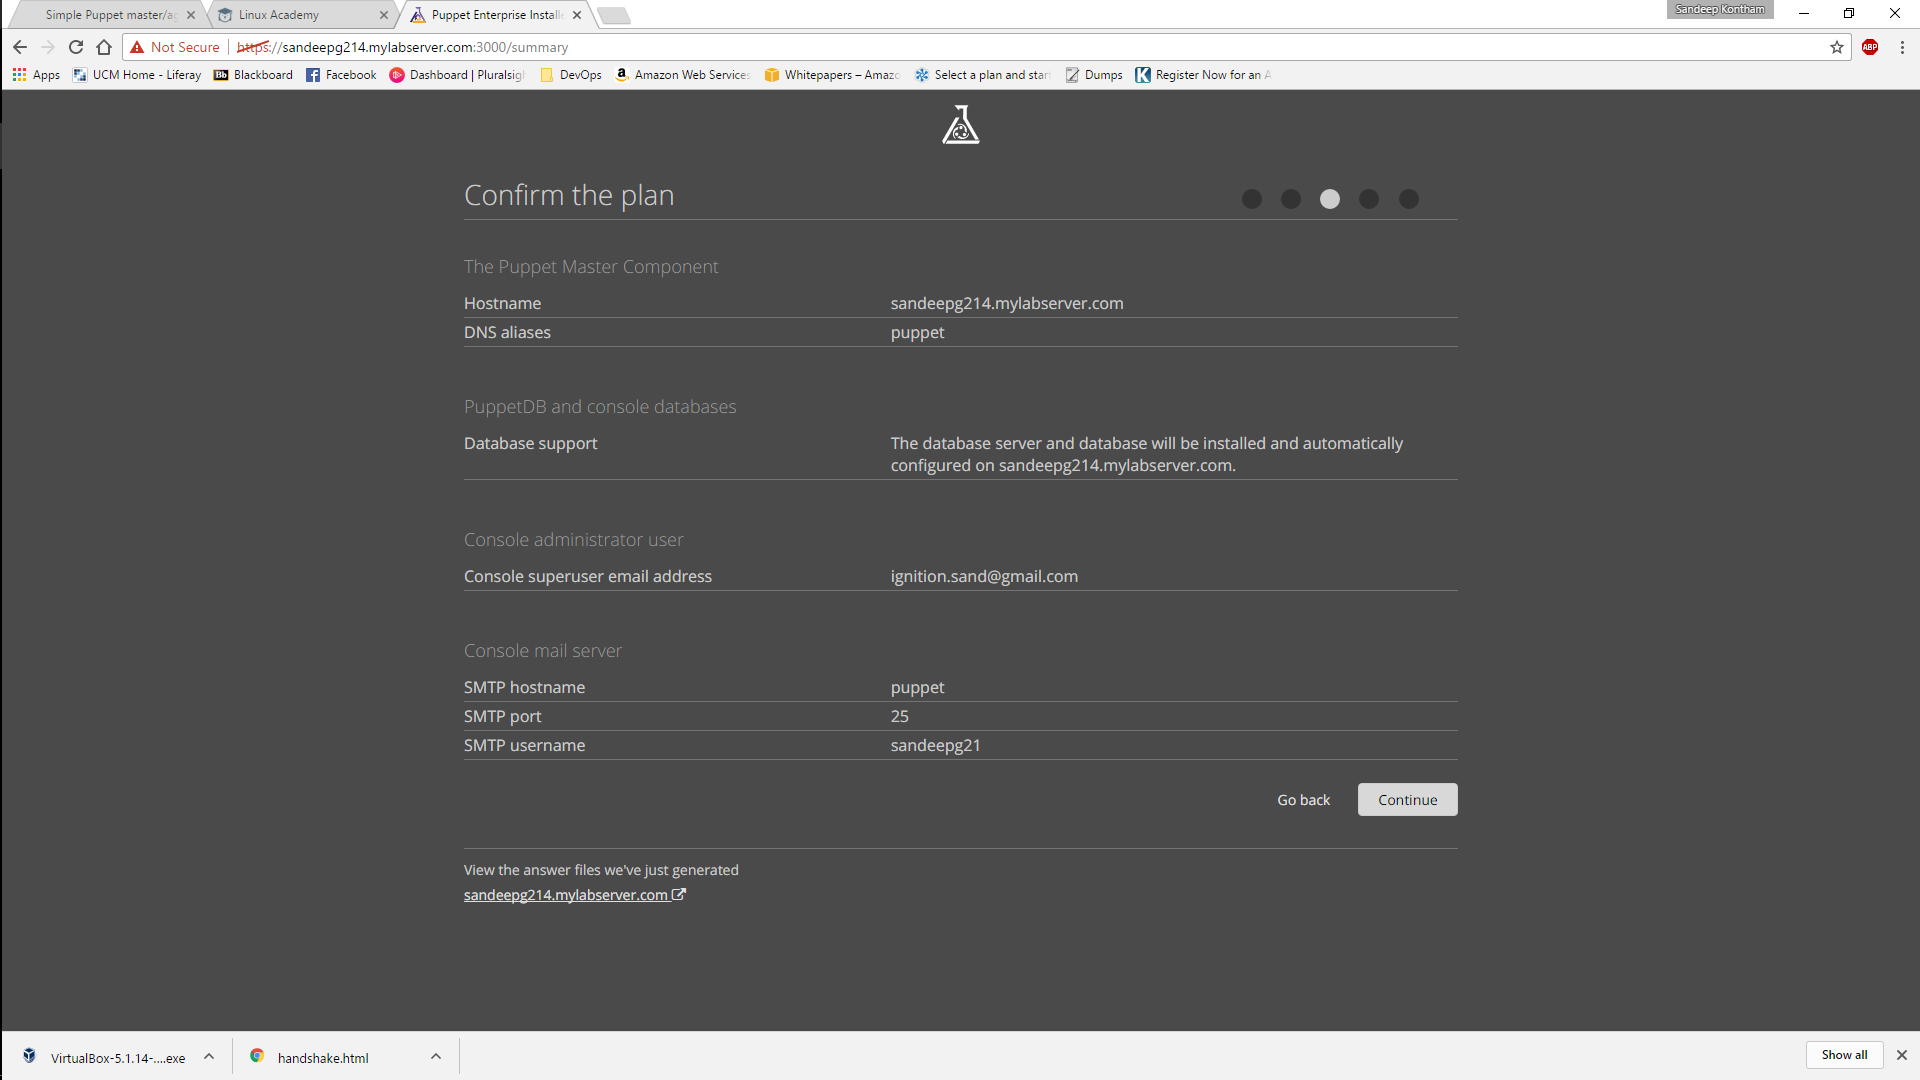 Simple Puppet master/ag
Linux Academy
Puppet Enterprise Installe
Sandeep Kontham
Not Secure
https://sandeepg214.mylabserver.com:3000/summary
ABP
Apps
UCM Home - Liferay
Bb Blackboard
Facebook
Dashboard | Pluralsigh
DevOps
Amazon Web Services
Whitepapers – Amazo
Select a plan and start
Dumps
Register Now for an A
Confirm the plan
The Puppet Master Component
Hostname sandeepg214.mylabserver.com
DNS aliases puppet
PuppetDB and console databases
Database support The database server and database will be installed and automatically
configured on sandeepg214.mylabserver.com.
Console administrator user
Console superuser email address ignition.sand@gmail.com
Console mail server
SMTP hostname puppet
SMTP port 25
SMTP username sandeepg21
Go back Continue
View the answer files we've just generated
sandeepg214.mylabserver.com
VirtualBox-5.1.14-....exe
handshake.html
Show all